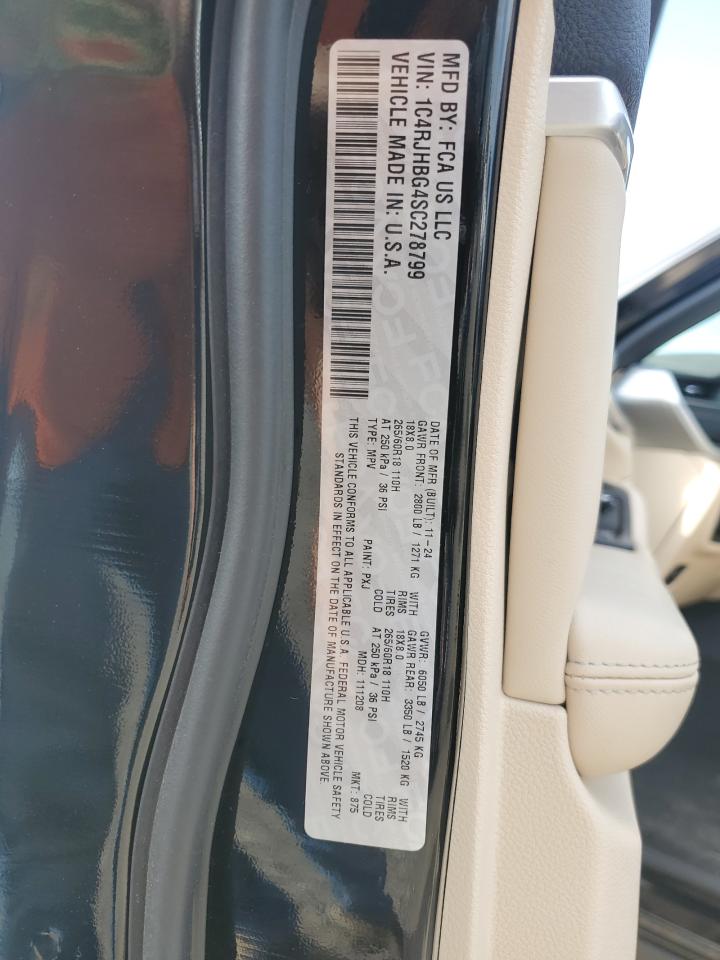 MFD BY: FCA US LLC
VIN: 1C4RJHBG4SC278799
VEHICLE MADE IN: U.S.A.
DATE OF MFR (BUILT): 11-24 GVWR: 6050 LB / 2745 KG
GAWR FRONT: 2800 LB / 1271 KG WITH GAWR REAR: 3350 LB / 1520 KG WITH
18X8.0 RIMS 18X8.0 RIMS
265/60R18 110H TIRES 265/60R18 110H TIRES
AT 250 kPa / 36 PSI COLD AT 250 kPa / 36 PSI COLD
TYPE: MPV PAINT: PXJ MDH: 111208 MKT: 875
THIS VEHICLE CONFORMS TO ALL APPLICABLE U.S.A. FEDERAL MOTOR VEHICLE SAFETY
STANDARDS IN EFFECT ON THE DATE OF MANUFACTURE SHOWN ABOVE